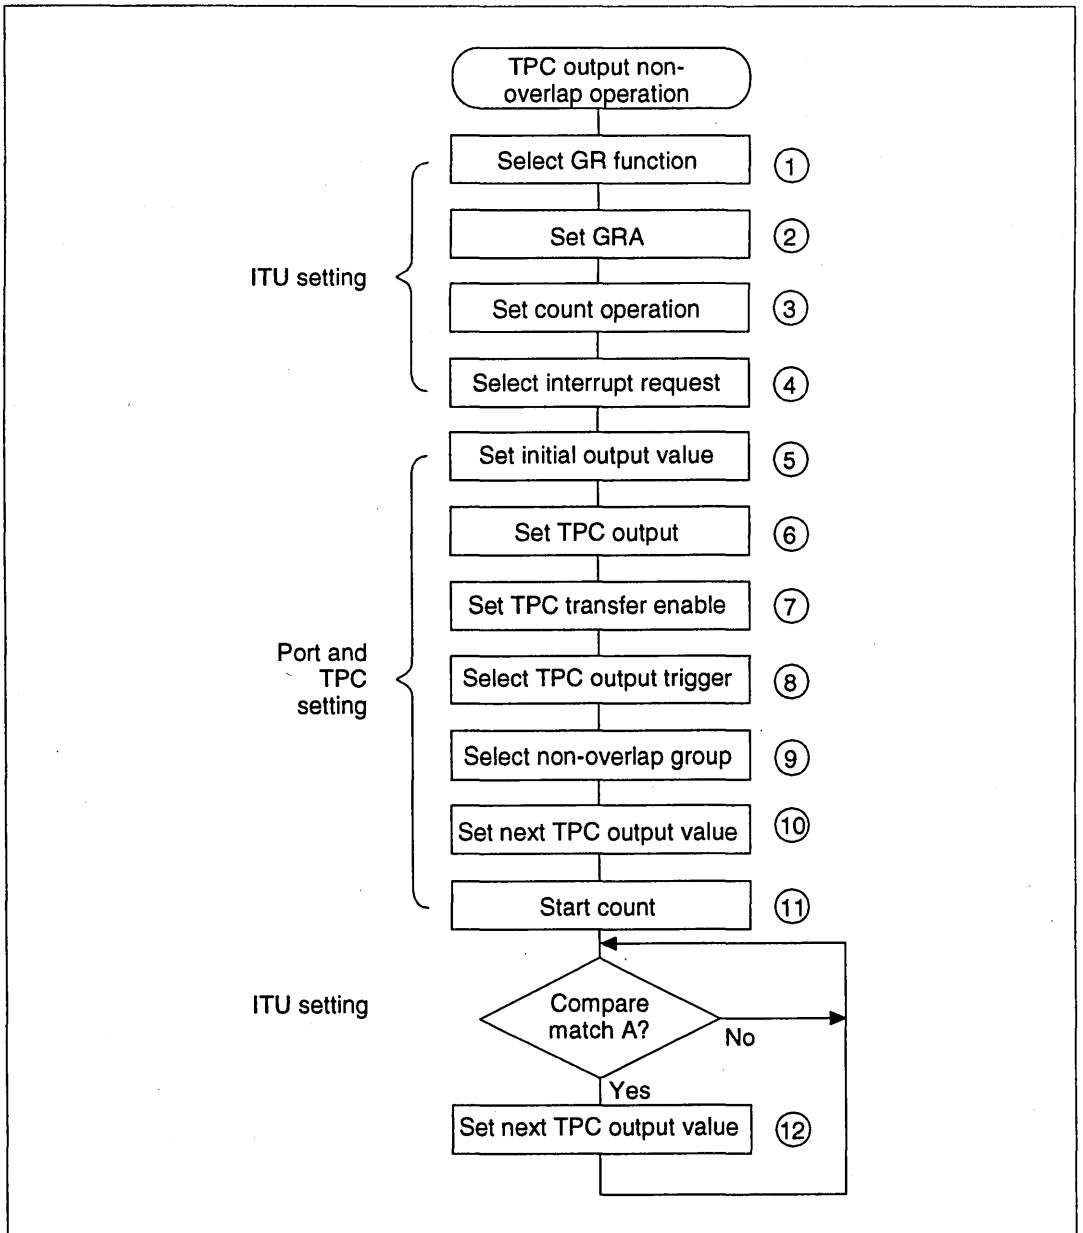 TPC output non-
overlap operation
Select GR function
1
Set GRA
2
ITU setting
Set count operation
3
Select interrupt request
4
Set initial output value
5
Set TPC output
6
Set TPC transfer enable
7
Port and
TPC
setting
Select TPC output trigger
8
Select non-overlap group
9
Set next TPC output value
10
Start count
11
ITU setting
Compare
match A?
No
Yes
Set next TPC output value
12